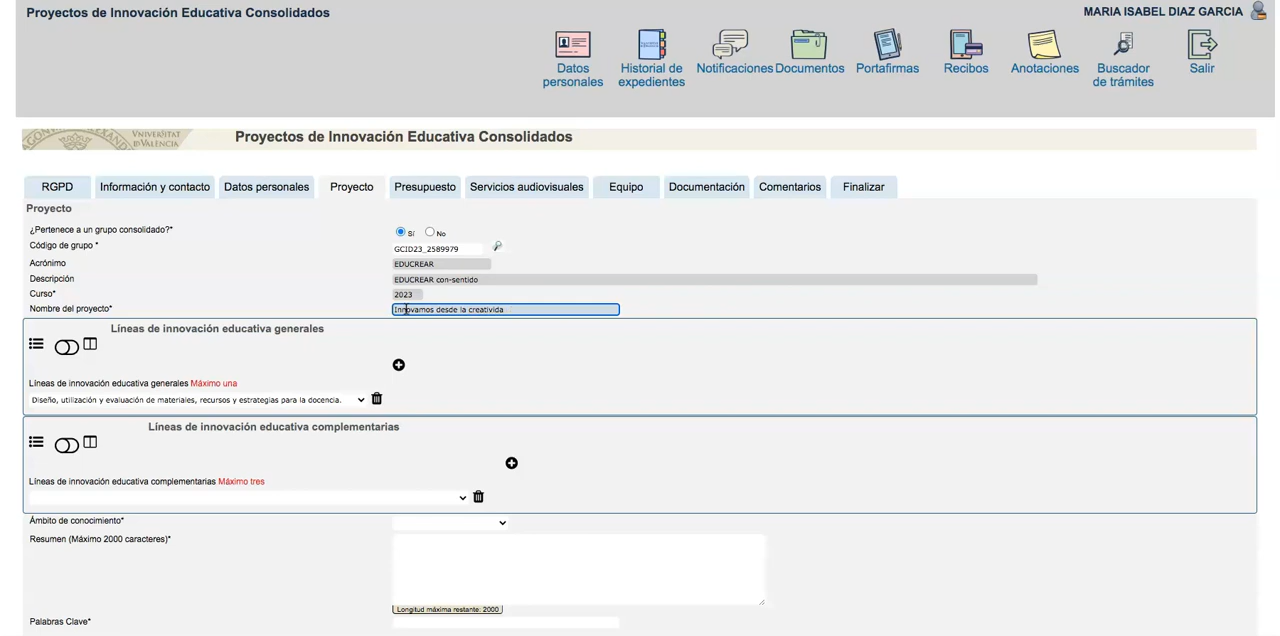 Proyectos de Innovación Educativa Consolidados
MARIA ISABEL DIAZ GARCIA
Datos personales
Historial de expedientes
Notificaciones
Documentos
Portafirmas
Recibos
Anotaciones
Buscador de trámites
Salir
VNIVERSITAT
ID VALÈNCIA
Proyectos de Innovación Educativa Consolidados
RGPD
Información y contacto
Datos personales
Proyecto
Presupuesto
Servicios audiovisuales
Equipo
Documentación
Comentarios
Finalizar
Proyecto
¿Pertenece a un grupo consolidado?*
Sí
No
Código de grupo *
GCID23_2589979
Acrónimo
EDUCREAR
Descripción
EDUCREAR con-sentido
Curso*
2023
Nombre del proyecto*
Innovamos desde la creativida
Líneas de innovación educativa generales
Líneas de innovación educativa generales Máximo una
Diseño, utilización y evaluación de materiales, recursos y estrategias para la docencia.
Líneas de innovación educativa complementarias
Líneas de innovación educativa complementarias Máximo tres
Ámbito de conocimiento*
Resumen (Máximo 2000 caracteres)*
Longitud máxima restante: 2000
Palabras Clave*